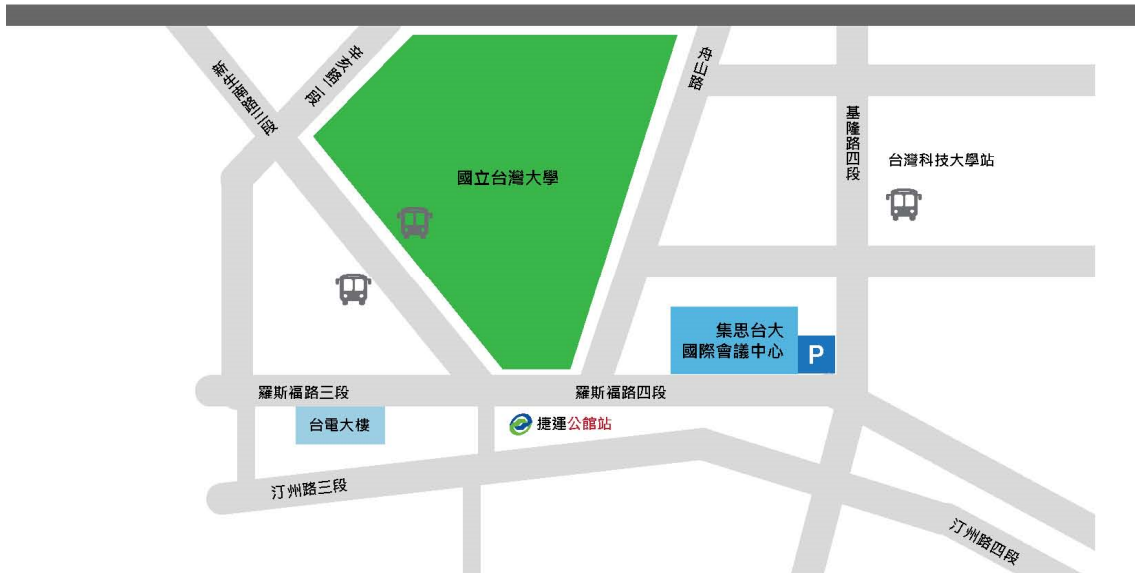 新生南路三段
辛亥路二段
舟山路
基隆路四段
台灣科技大學站
國立台灣大學
集思台大
國際會議中心
P
羅斯福路三段
羅斯福路四段
台電大樓
捷運公館站
汀州路三段
汀州路四段